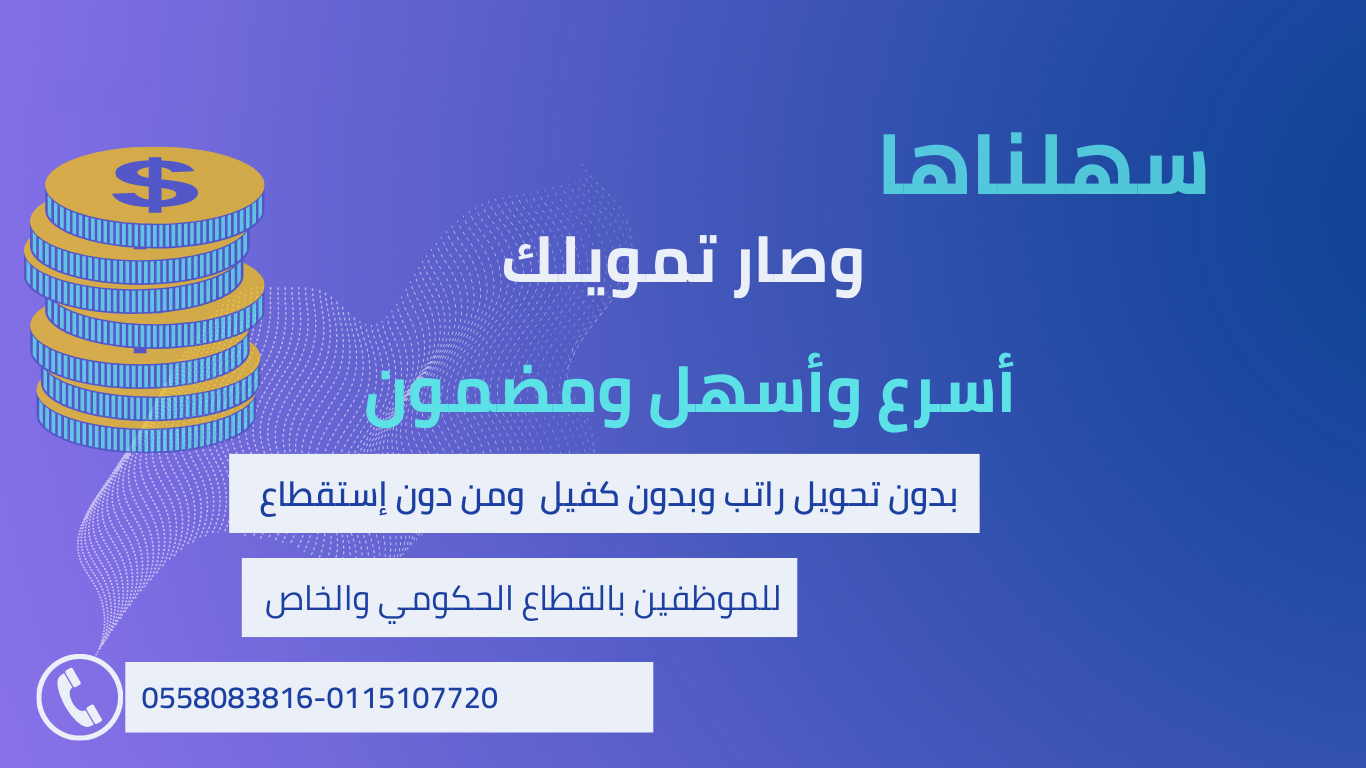 سهلناها
وصار تمويلك
أسرع وأسهل ومضمون
بدون تحويل راتب وبدون كفيل ومن دون إستقطاع
للموظفين بالقطاع الحكومي والخاص
0558083816-0115107720
$